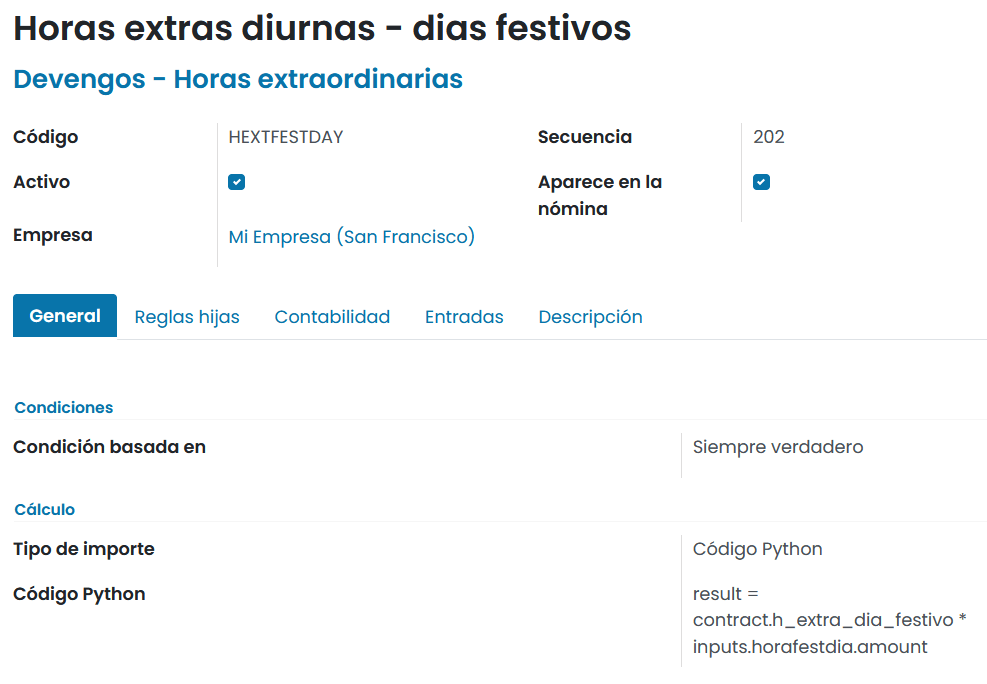 Horas extras diurnas - dias festivos
Devengos - Horas extraordinarias
Código
HEXTFESTDAY
Secuencia
202
Activo
Aparece en la
nómina
Empresa
Mi Empresa (San Francisco)
General
Reglas hijas
Contabilidad
Entradas
Descripción
Condiciones
Condición basada en
Siempre verdadero
Cálculo
Tipo de importe
Código Python
Código Python
result =
contract.h_extra_dia_festivo *
inputs.horafestdia.amount